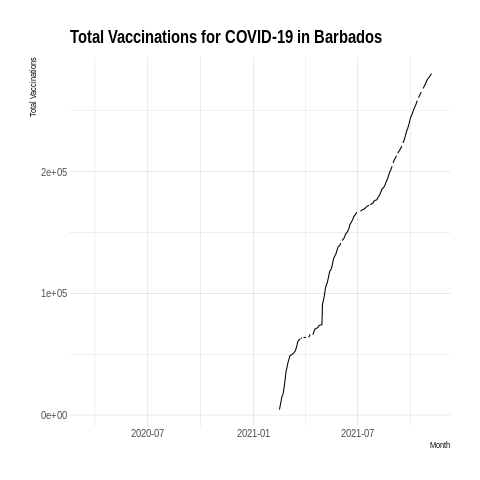 Total Vaccinations for COVID-19 in Barbados
Total Vaccinations
2e+05
1e+05
0e+00
2020-07 2021-01 2021-07
Month